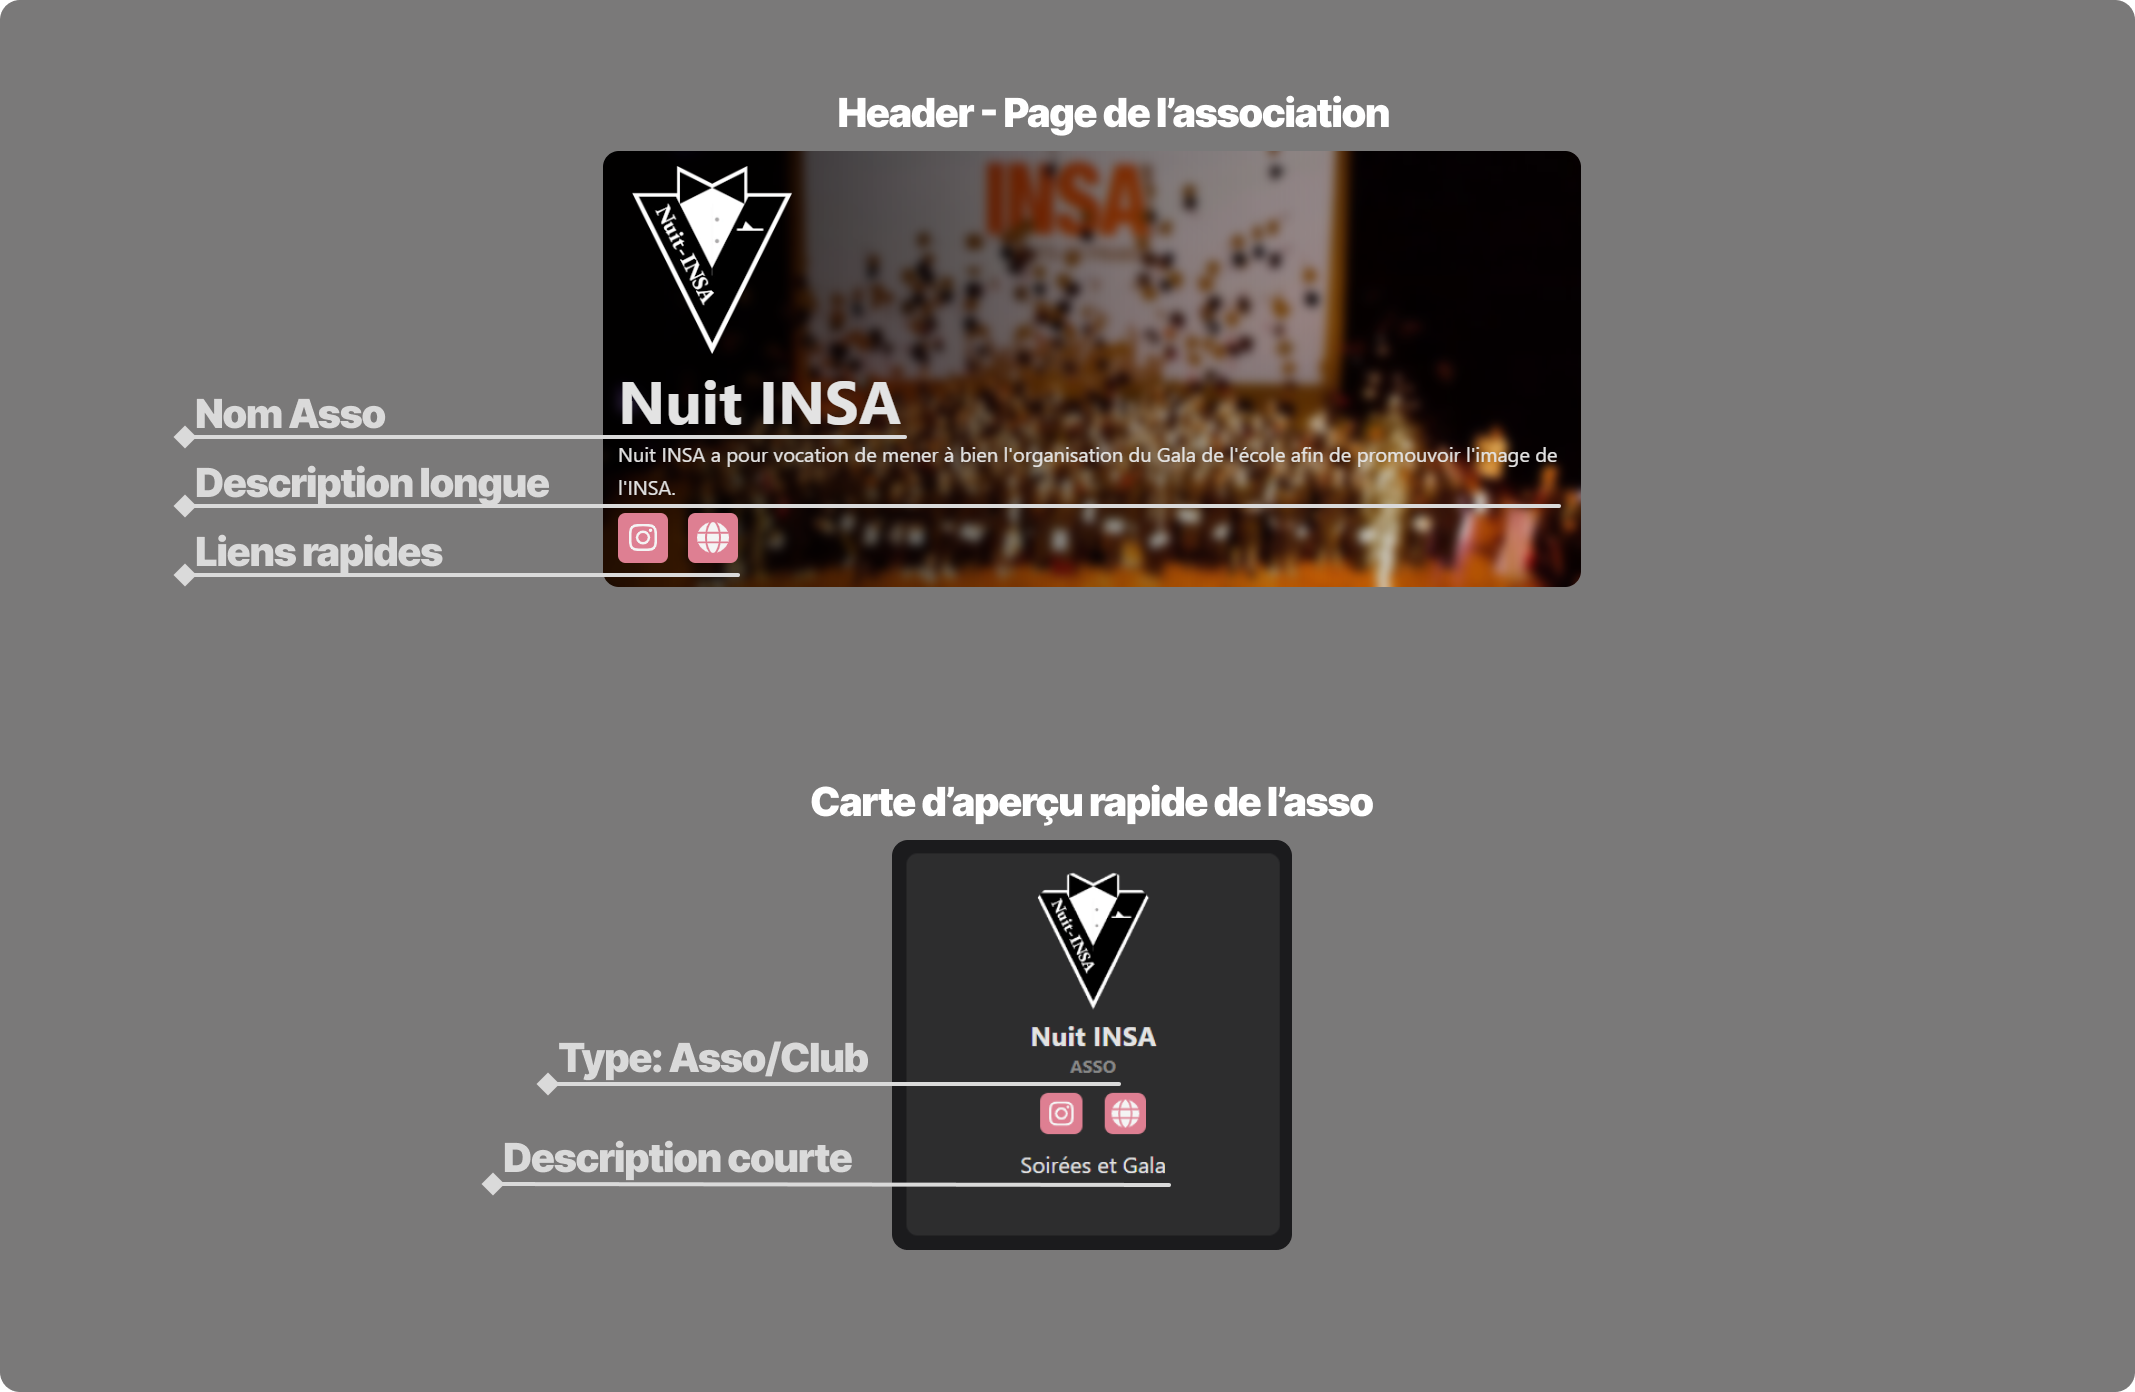 Header - Page de l’association
INSA
Nuit-INSA
Nuit INSA
Nom Asso
Nuit INSA a pour vocation de mener à bien l'organisation du Gala de l'école afin de promouvoir l'image de
l'INSA.
Description longue
Liens rapides
Carte d’aperçu rapide de l’asso
Nuit-INSA
Nuit INSA
Type: Asso/Club
ASSO
Description courte
Soirées et Gala